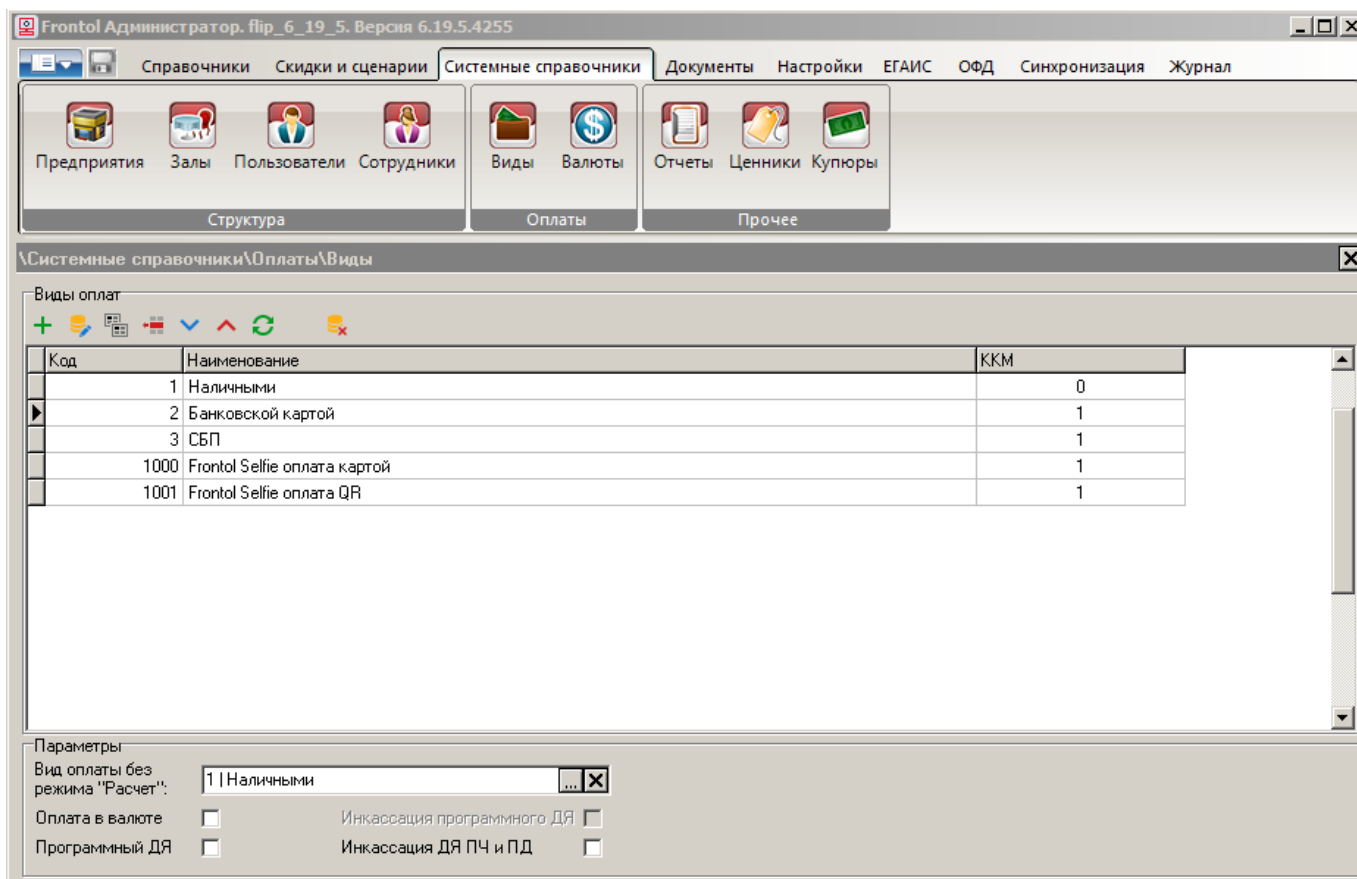 Frontol Администратор. flip_6_19_5. Версия 6.19.5.4255
Справочники Скидки и сценарии Системные справочники Документы Настройки ЕГАИС ОФД Синхронизация Журнал
Предприятия Залы Пользователи Сотрудники Виды Валюты Отчеты Ценники Купюры
Структура Оплаты Прочее
\Системные справочники\Оплаты\Виды
Виды оплат
Код Наименование ККМ
1 Наличными 0
2 Банковской картой 1
3 СБП 1
1000 Frontol Selfie оплата картой 1
1001 Frontol Selfie оплата QR 1
Параметры
Вид оплаты без
режима "Расчет": 1 | Наличными ...
Оплата в валюте Инкассация программного ДЯ
Программный ДЯ Инкассация ДЯ ПЧ и ПД